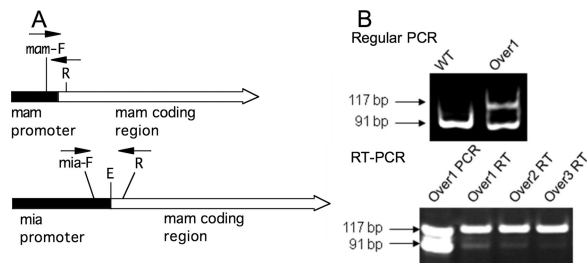 A
mam-F
R
mam promoter
mam coding region
mia-F
E
R
mia promoter
mam coding region
B
Regular PCR
WT
Over1
117 bp
91 bp
RT-PCR
Over1 PCR
Over1 RT
Over2 RT
Over3 RT
117 bp
91 bp